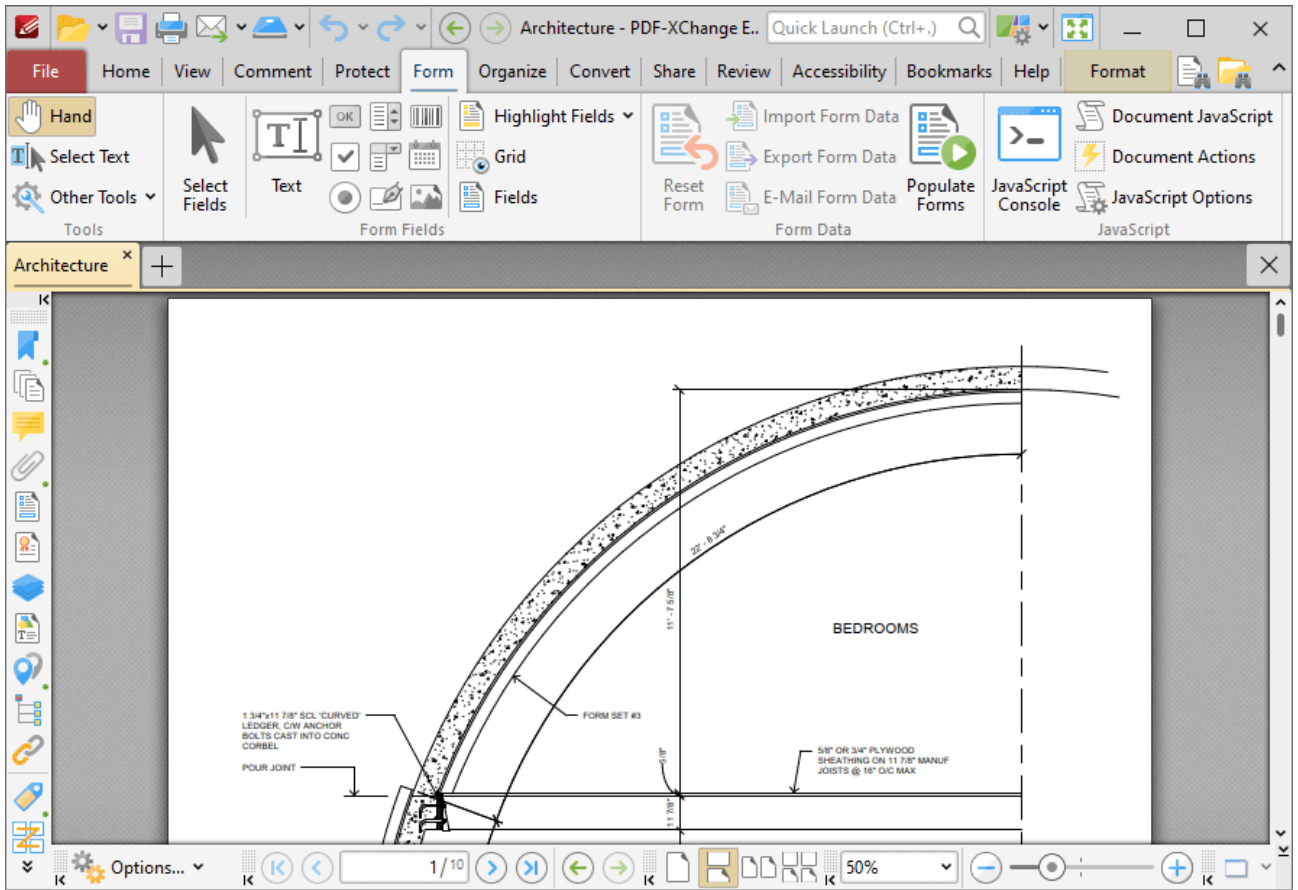 Architecture - PDF-XChange E..
Quick Launch (Ctrl+.)
File Home View Comment Protect Form Organize Convert Share Review Accessibility Bookmarks Help Format
Hand
Select Text
Other Tools
Tools
Select
Fields
Text
OK
Highlight Fields
Grid
Fields
Form Fields
Reset
Form
Import Form Data
Export Form Data
E-Mail Form Data
Populate
Forms
Form Data
JavaScript
Console
Document JavaScript
Document Actions
JavaScript Options
JavaScript
Architecture
22' - 8 3/4"
11' - 7 5/8"
BEDROOMS
1 3/4"x11 7/8" SCL 'CURVED'
LEDGER, C/W ANCHOR
BOLTS CAST INTO CONC
CORBEL
POUR JOINT
FORM SET #3
5/8"
5/8" OR 3/4" PLYWOOD
SHEATHING ON 11 7/8" MANUF
JOISTS @ 16" O/C MAX
11 7/8"
Options...
1/10
50%